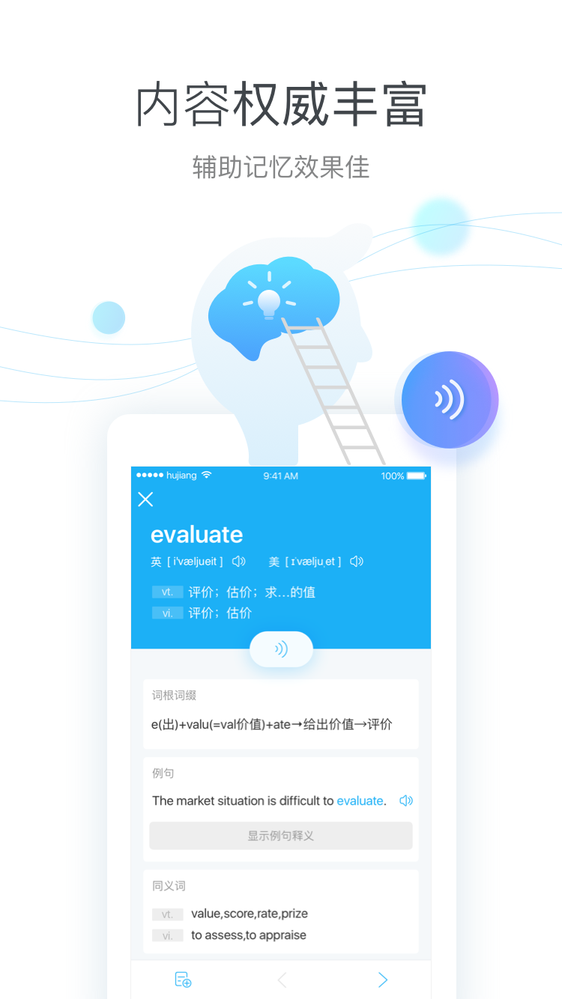 内容权威丰富
辅助记忆效果佳
hujiang 9:41 AM 100%
evaluate
英 [ i'væljueit ] 美 [ ɪˈvæljuˌet ]
vt. 评价；估价；求...的值
vi. 评价；估价
词根词缀
e(出)+valu(=val价值)+ate→给出价值→评价
例句
The market situation is difficult to evaluate.
显示例句释义
同义词
vt. value,score,rate,prize
vi. to assess,to appraise